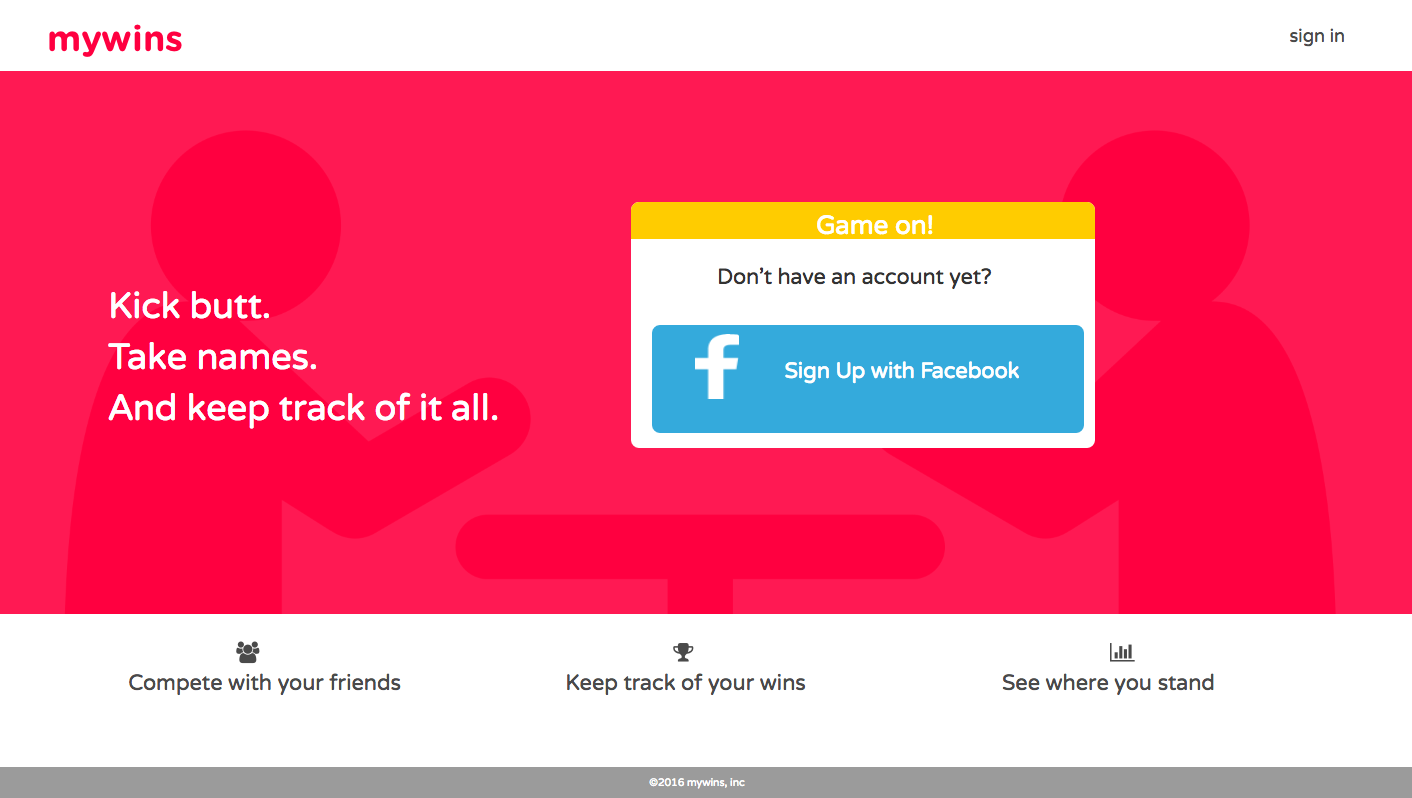 mywins
sign in
Kick butt.
Take names.
And keep track of it all.
Game on!
Don’t have an account yet?
f
Sign Up with Facebook
Compete with your friends
Keep track of your wins
See where you stand
©2016 mywins, inc